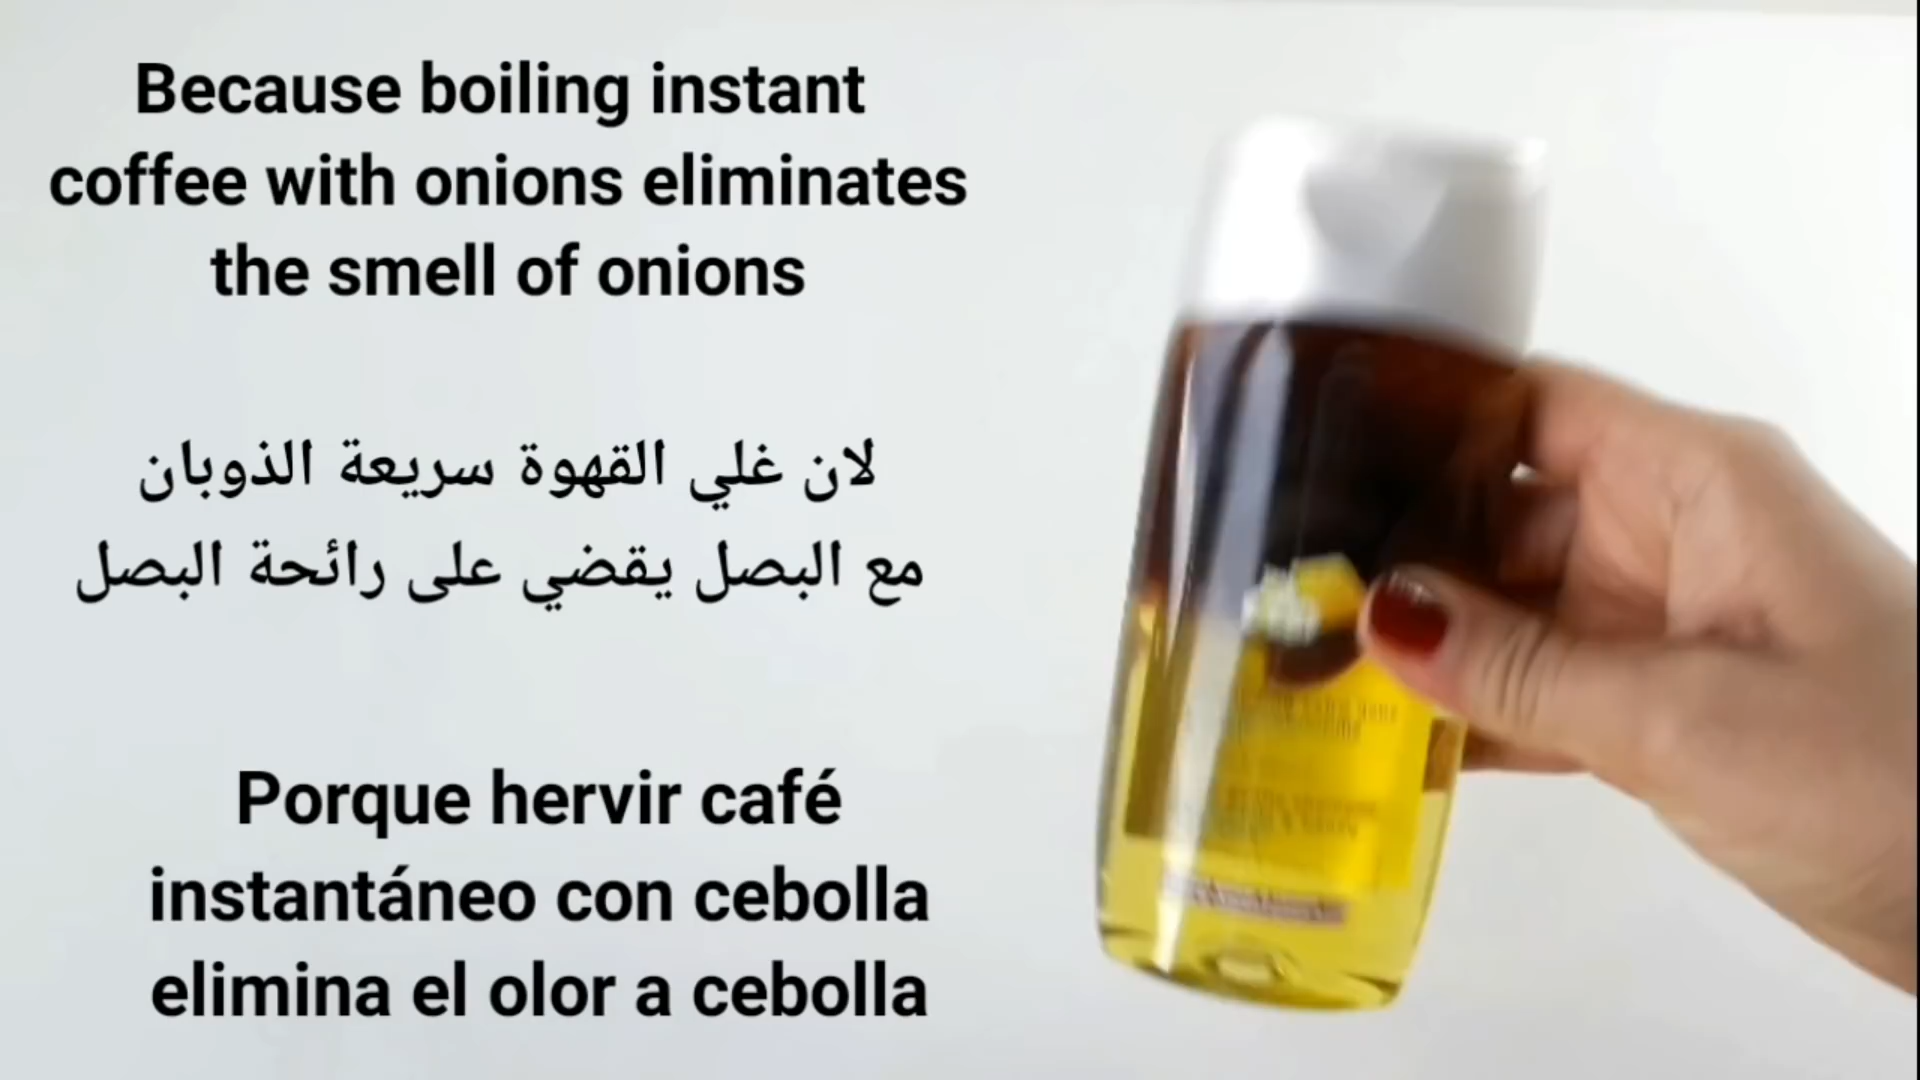 Because boiling instant
coffee with onions eliminates
the smell of onions
لان غلي القهوة سريعة الذوبان
مع البصل يقضي على رائحة البصل
Porque hervir café
instantáneo con cebolla
elimina el olor a cebolla